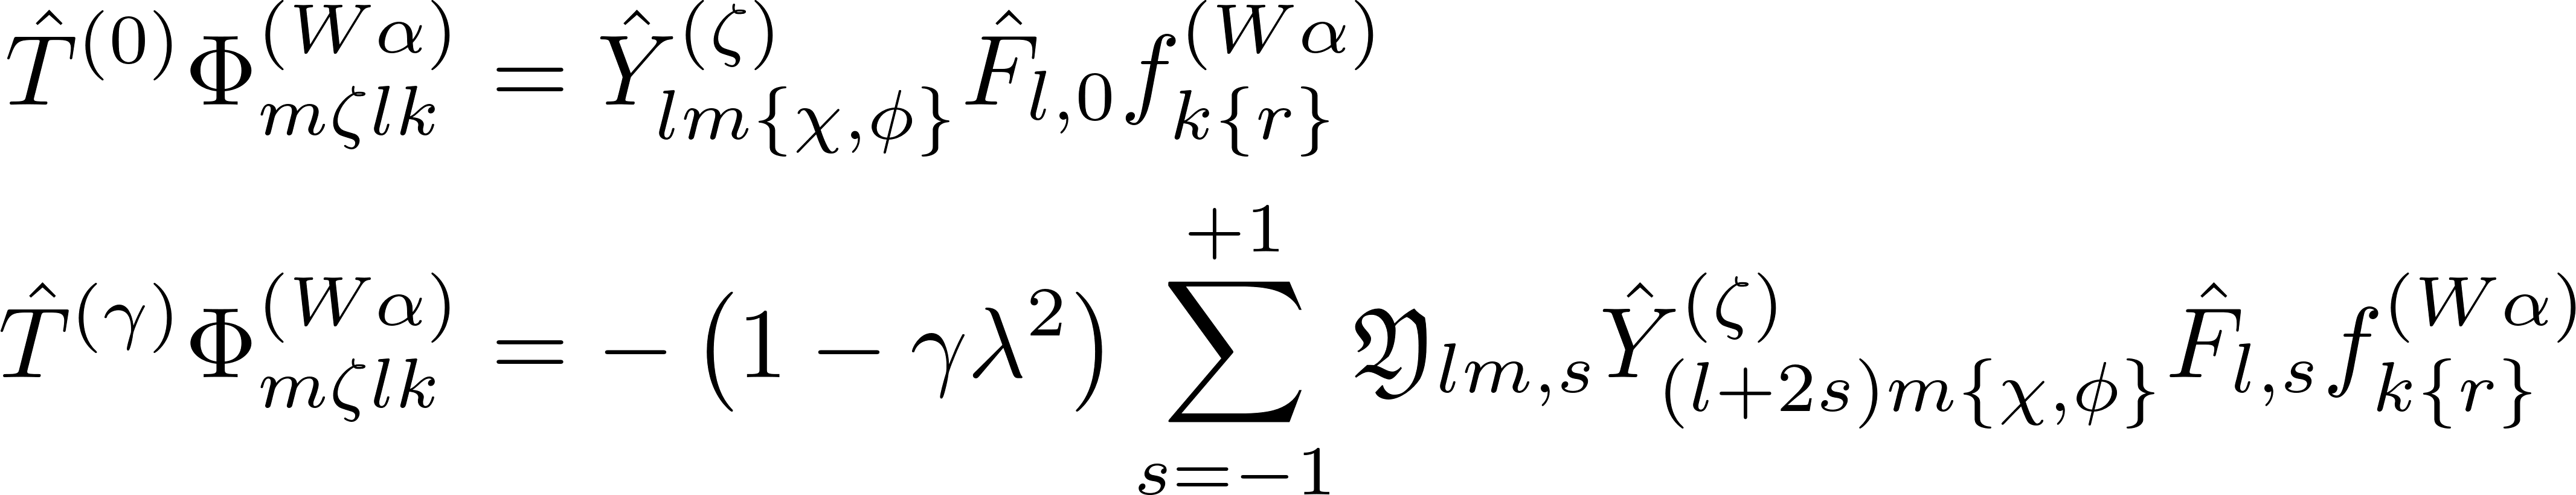 \hat{T}^{(0)}\Phi^{(W\alpha)}_{m\zeta lk} = \hat{Y}^{(\zeta)}_{lm\{\chi,\phi\}}\hat{F}_{l,0}f^{(W\alpha)}_{k\{r\}}
\hat{T}^{(\gamma)}\Phi^{(W\alpha)}_{m\zeta lk} = -\left(1-\gamma\lambda^2\right)\sum_{s=-1}^{+1}\mathfrak{Y}_{lm,s}\hat{Y}^{(\zeta)}_{(l+2s)m\{\chi,\phi\}}\hat{F}_{l,s}f^{(W\alpha)}_{k\{r\}}